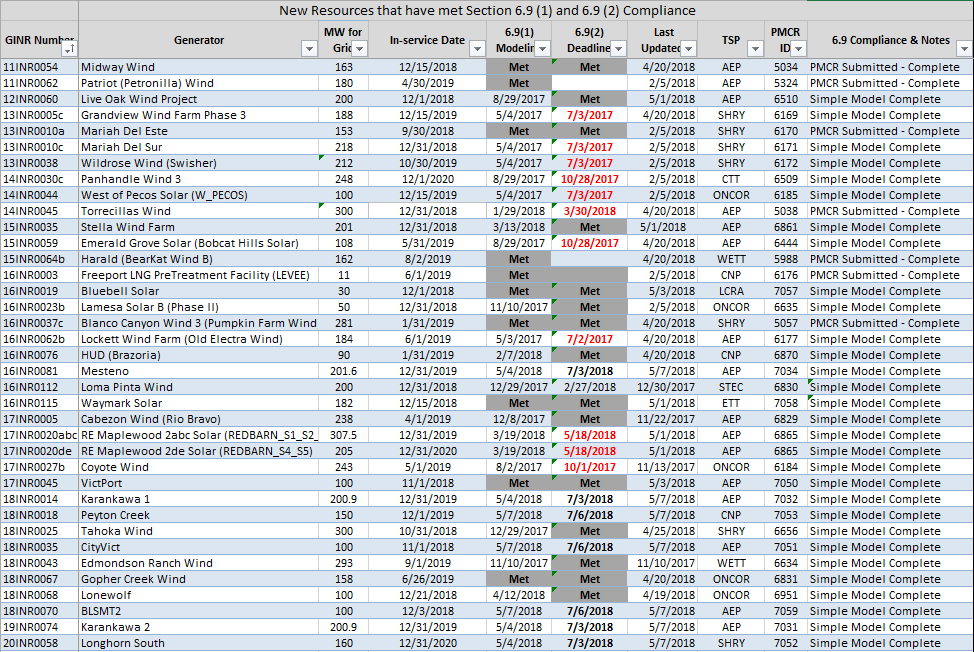 New Resources that have met Section 6.9 (1) and 6.9 (2) Compliance
GINR Number Generator MW for Grid In-service Date 6.9(1) Modelin 6.9(2) Deadline Last Updated TSP PMCR ID 6.9 Compliance & Notes
11INR0054 Midway Wind 163 12/15/2018 Met Met 4/20/2018 AEP 5034 PMCR Submitted - Complete
11INR0062 Patriot (Petronilla) Wind 180 4/30/2019 Met 2/5/2018 AEP 5324 PMCR Submitted - Complete
12INR0060 Live Oak Wind Project 200 12/1/2018 8/29/2017 Met 5/1/2018 AEP 6510 Simple Model Complete
13INR0005c Grandview Wind Farm Phase 3 188 12/15/2019 5/4/2017 7/3/2017 4/20/2018 SHRY 6169 Simple Model Complete
13INR0010a Mariah Del Este 153 9/30/2018 Met Met 2/5/2018 SHRY 6170 PMCR Submitted - Complete
13INR0010c Mariah Del Sur 218 12/31/2018 5/4/2017 7/3/2017 2/5/2018 SHRY 6171 Simple Model Complete
13INR0038 Wildrose Wind (Swisher) 212 10/30/2019 5/4/2017 7/3/2017 2/5/2018 SHRY 6172 Simple Model Complete
14INR0030c Panhandle Wind 3 248 12/1/2020 8/29/2017 10/28/2017 2/5/2018 CTT 6509 Simple Model Complete
14INR0044 West of Pecos Solar (W_PECOS) 100 12/15/2019 5/4/2017 7/3/2017 2/5/2018 ONCOR 6185 Simple Model Complete
14INR0045 Torrecillas Wind 300 12/31/2018 1/29/2018 3/30/2018 4/20/2018 AEP 5038 PMCR Submitted - Complete
15INR0035 Stella Wind Farm 201 12/31/2018 3/13/2018 Met 5/1/2018 AEP 6861 Simple Model Complete
15INR0059 Emerald Grove Solar (Bobcat Hills Solar) 108 5/31/2019 8/29/2017 10/28/2017 4/20/2018 AEP 6444 Simple Model Complete
15INR0064b Harald (BearKat Wind B) 162 8/2/2019 Met 4/20/2018 WETT 5988 PMCR Submitted - Complete
16INR0003 Freeport LNG PreTreatment Facility (LEVEE) 11 6/1/2019 Met 2/5/2018 CNP 6176 PMCR Submitted - Complete
16INR0019 Bluebell Solar 30 12/1/2018 Met Met 5/3/2018 LCRA 7057 Simple Model Complete
16INR0023b Lamesa Solar B (Phase II) 50 12/31/2018 11/10/2017 Met 2/5/2018 ONCOR 6635 Simple Model Complete
16INR0037c Blanco Canyon Wind 3 (Pumpkin Farm Wind 281 1/31/2019 Met Met 4/20/2018 SHRY 5057 PMCR Submitted - Complete
16INR0062b Lockett Wind Farm (Old Electra Wind) 184 6/1/2019 5/3/2017 7/2/2017 4/20/2018 AEP 6177 Simple Model Complete
16INR0076 HUD (Brazoria) 90 1/31/2019 2/7/2018 Met 4/20/2018 CNP 6870 Simple Model Complete
16INR0081 Mesteno 201.6 12/31/2019 5/4/2018 7/3/2018 5/7/2018 AEP 7034 Simple Model Complete
16INR0112 Loma Pinta Wind 200 12/31/2018 12/29/2017 2/27/2018 12/30/2017 STEC 6830 Simple Model Complete
16INR0115 Waymark Solar 182 12/15/2018 Met Met 5/1/2018 ETT 7058 Simple Model Complete
17INR0005 Cabezon Wind (Rio Bravo) 238 4/1/2019 12/8/2017 Met 11/22/2017 AEP 6829 Simple Model Complete
17INR0020abc RE Maplewood 2abc Solar (REDBARN_S1_S2_ 307.5 12/31/2019 3/19/2018 5/18/2018 5/1/2018 AEP 6865 Simple Model Complete
17INR0020de RE Maplewood 2de Solar (REDBARN_S4_S5) 205 12/31/2020 3/19/2018 5/18/2018 5/1/2018 AEP 6865 Simple Model Complete
17INR0027b Coyote Wind 243 5/1/2019 8/2/2017 10/1/2017 11/13/2017 ONCOR 6184 Simple Model Complete
17INR0045 VictPort 100 11/1/2018 Met Met 5/3/2018 AEP 7050 Simple Model Complete
18INR0014 Karankawa 1 200.9 12/31/2019 5/4/2018 7/3/2018 5/7/2018 AEP 7032 Simple Model Complete
18INR0018 Peyton Creek 150 12/1/2019 5/7/2018 7/6/2018 5/7/2018 CNP 7053 Simple Model Complete
18INR0025 Tahoka Wind 300 10/31/2018 12/29/2017 Met 4/25/2018 SHRY 6656 Simple Model Complete
18INR0035 CityVict 100 11/1/2018 5/7/2018 7/6/2018 5/7/2018 AEP 7051 Simple Model Complete
18INR0043 Edmondson Ranch Wind 293 9/1/2019 11/10/2017 Met 11/10/2017 WETT 6634 Simple Model Complete
18INR0067 Gopher Creek Wind 158 6/26/2019 Met Met 4/20/2018 ONCOR 6831 Simple Model Complete
18INR0068 Lonewolf 100 12/21/2018 4/12/2018 Met 4/19/2018 ONCOR 6951 Simple Model Complete
18INR0070 BLSMT2 100 12/3/2018 5/7/2018 7/6/2018 5/7/2018 AEP 7059 Simple Model Complete
19INR0074 Karankawa 2 200.9 12/31/2019 5/4/2018 7/3/2018 5/7/2018 AEP 7031 Simple Model Complete
20INR0058 Longhorn South 160 12/31/2020 5/4/2018 7/3/2018 5/7/2018 SHRY 7052 Simple Model Complete